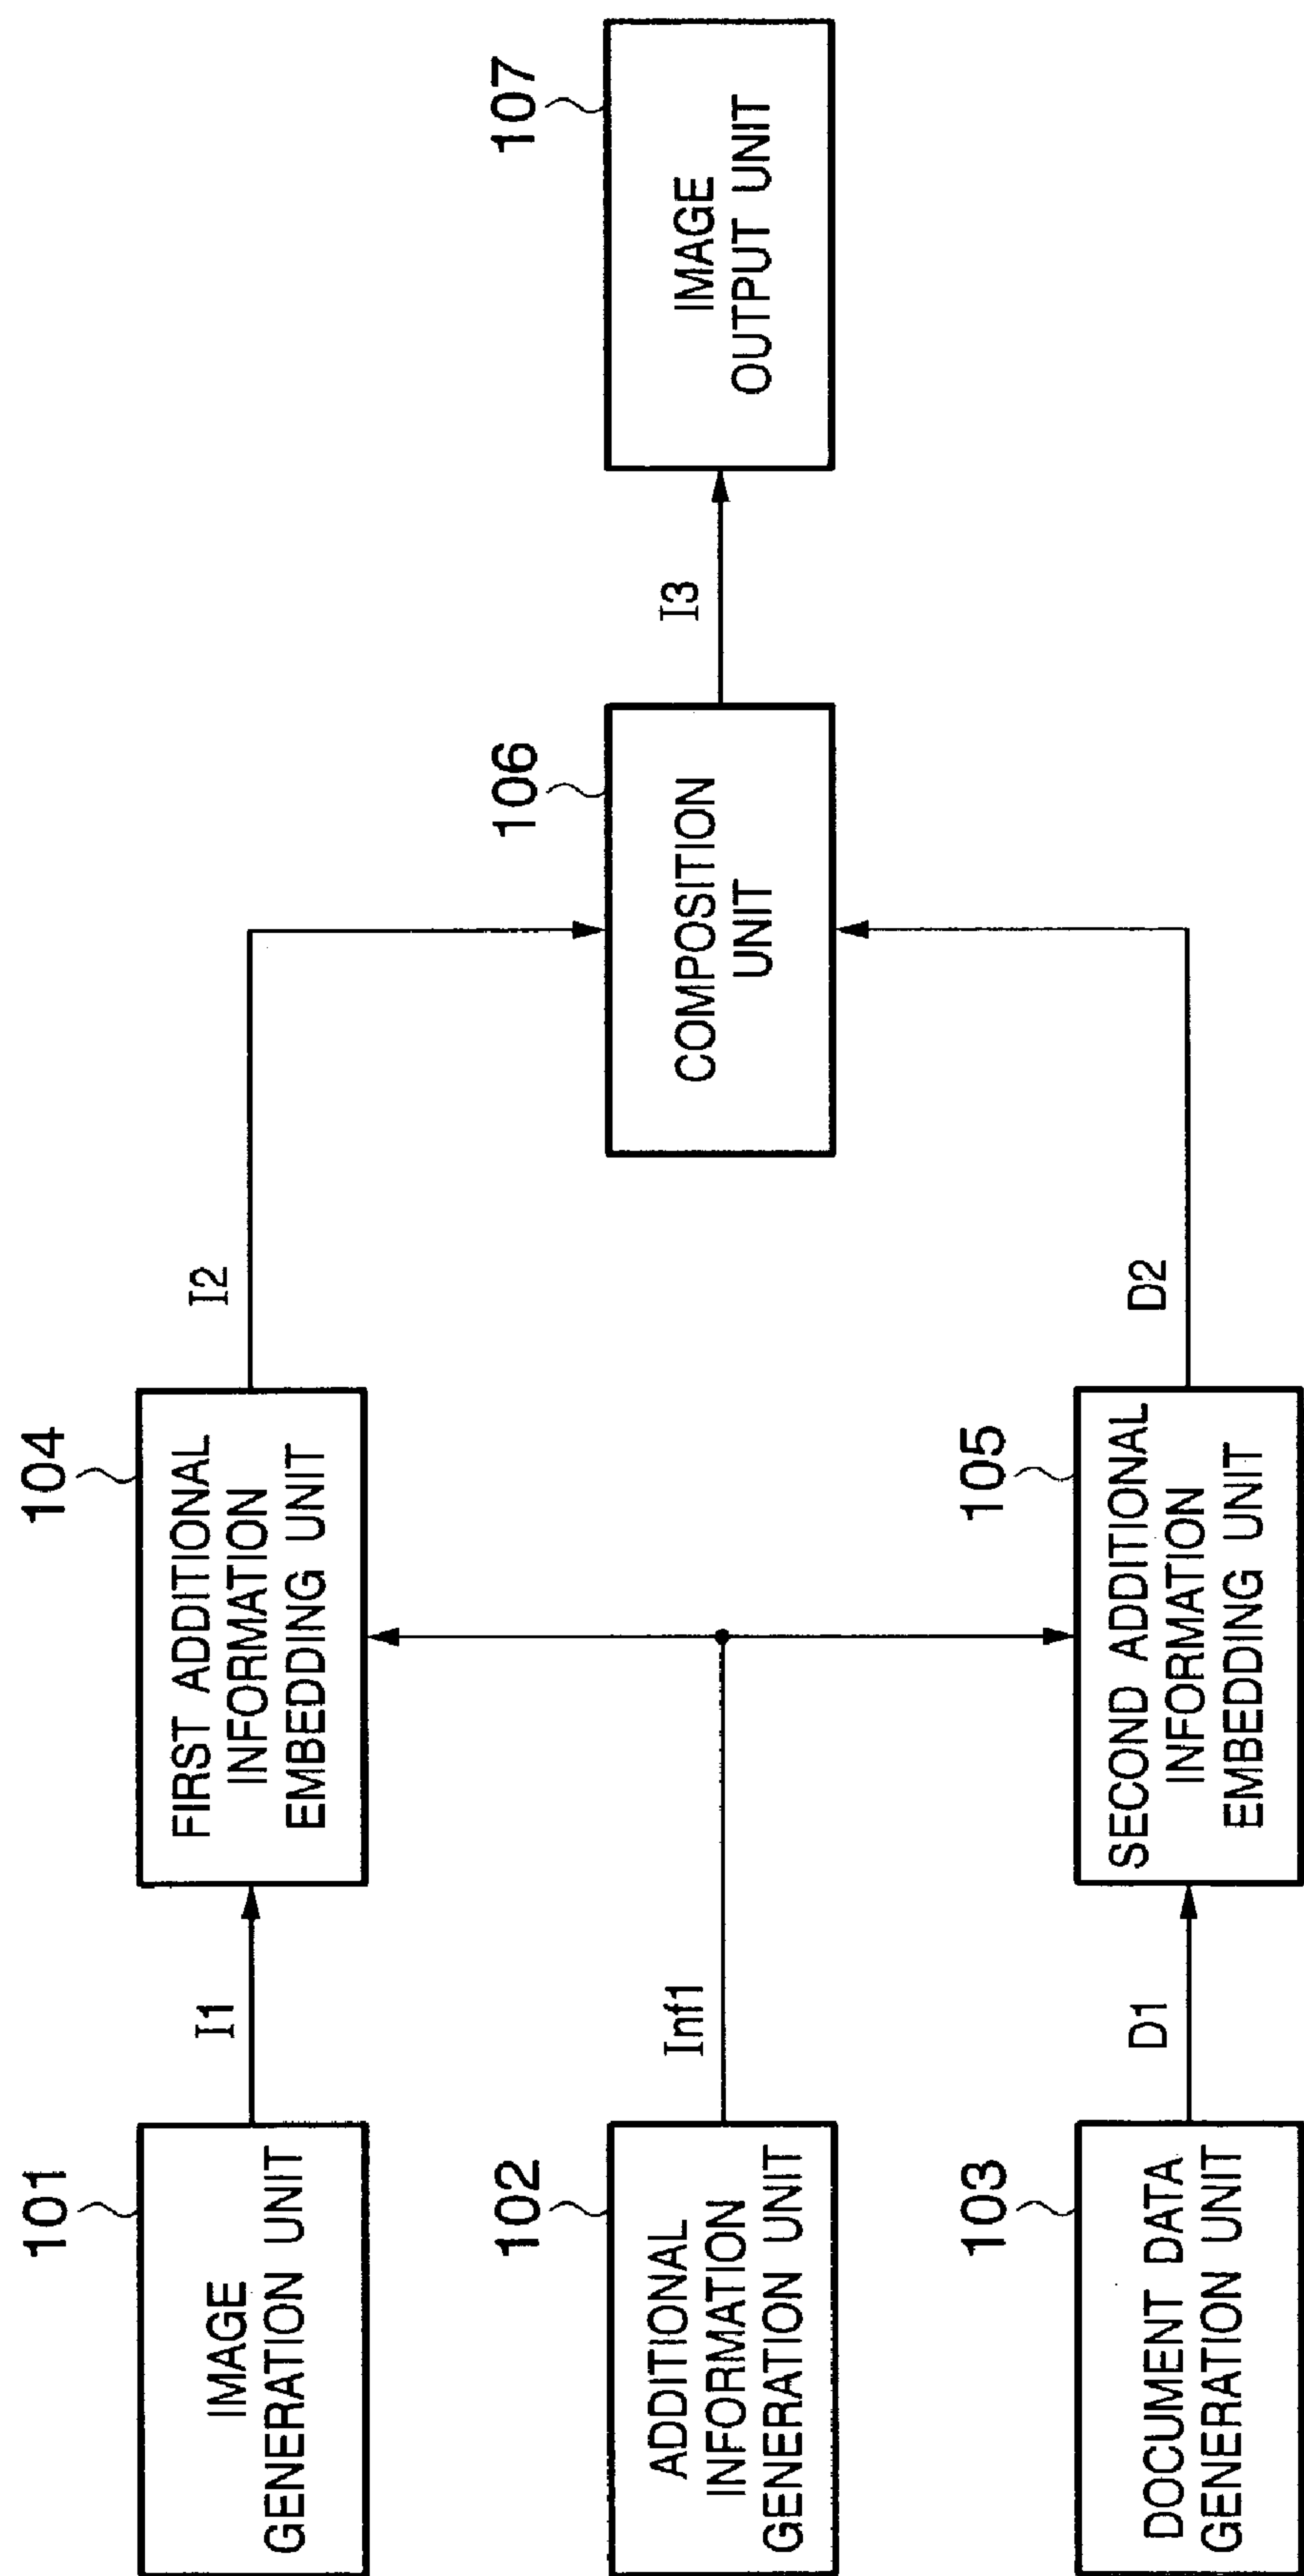 101
IMAGE
GENERATION UNIT
I1
104
FIRST ADDITIONAL
INFORMATION
EMBEDDING UNIT
I2
102
ADDITIONAL
INFORMATION
GENERATION UNIT
Inf1
106
COMPOSITION
UNIT
I3
107
IMAGE
OUTPUT UNIT
103
DOCUMENT DATA
GENERATION UNIT
D1
105
SECOND ADDITIONAL
INFORMATION
EMBEDDING UNIT
D2